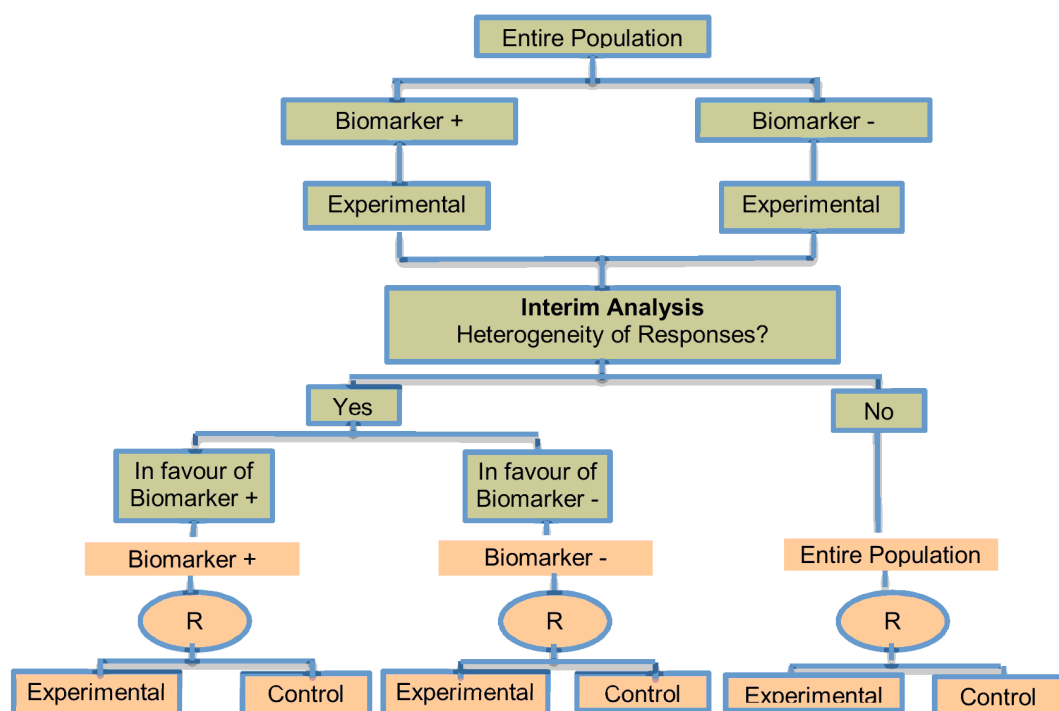 Entire Population
Biomarker +
Biomarker -
Experimental
Experimental
Interim Analysis
Heterogeneity of Responses?
Yes
No
In favour of
Biomarker +
In favour of
Biomarker -
Biomarker +
Biomarker -
Entire Population
R
R
R
Experimental
Control
Experimental
Control
Experimental
Control